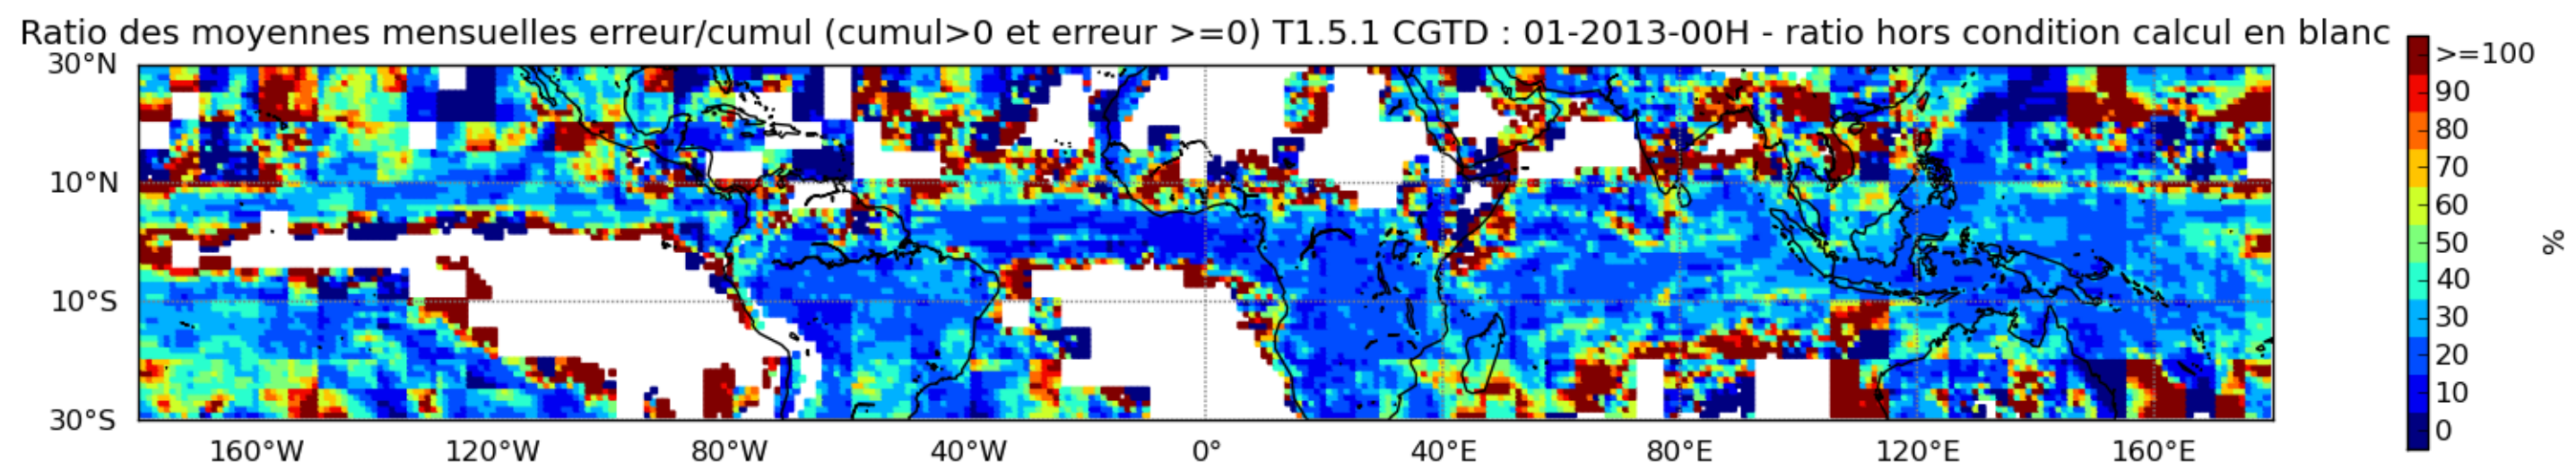 Ratio des moyennes mensuelles erreur/cumul (cumul>0 et erreur >=0) T1.5.1 CGTD : 01-2013-00H - ratio hors condition calcul en blanc
30°N
10°N
10°S
30°S
160°W 120°W 80°W 40°W 0° 40°E 80°E 120°E 160°E
>=100
90
80
70
60
50
40
30
20
10
0
%